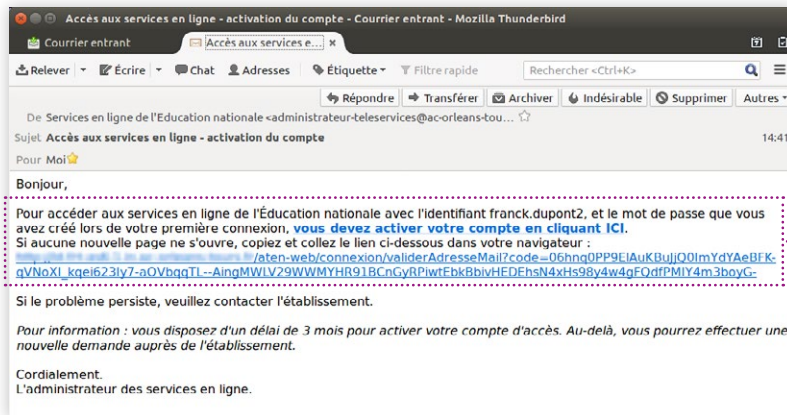 Accès aux services en ligne - activation du compte - Courrier entrant - Mozilla Thunderbird
Courrier entrant Accès aux services e... ×
Relever Écrire Chat Adresses Étiquette Filtre rapide Rechercher <Ctrl+K>
Répondre Transférer Archiver Indésirable Supprimer Autres
De Services en ligne de l'Education nationale <administrateur-teleservices@ac-orleans-tou...
Sujet Accès aux services en ligne - activation du compte 14:41
Pour Moi
Bonjour,
Pour accéder aux services en ligne de l'Éducation nationale avec l'identifiant franck.dupont2, et le mot de passe que vous
avez créé lors de votre première connexion, vous devez activer votre compte en cliquant ICI.
Si aucune nouvelle page ne s'ouvre, copiez et collez le lien ci-dessous dans votre navigateur :
/aten-web/connexion/validerAdresseMail?code=06hnq0PP9ElAuKBuJjQ0ImYdYAeBFK-
qVNoXI_kqei623Iy7-aOVbqqTL--AingMWLV29WWMYHR91BCnGyRPiwtEbkBbivHEDEhsN4xHs98y4w4gFQdfPMlY4m3boyG-
Si le problème persiste, veuillez contacter l'établissement.
Pour information : vous disposez d'un délai de 3 mois pour activer votre compte d'accès. Au-delà, vous pourrez effectuer une
nouvelle demande auprès de l'établissement.
Cordialement.
L'administrateur des services en ligne.